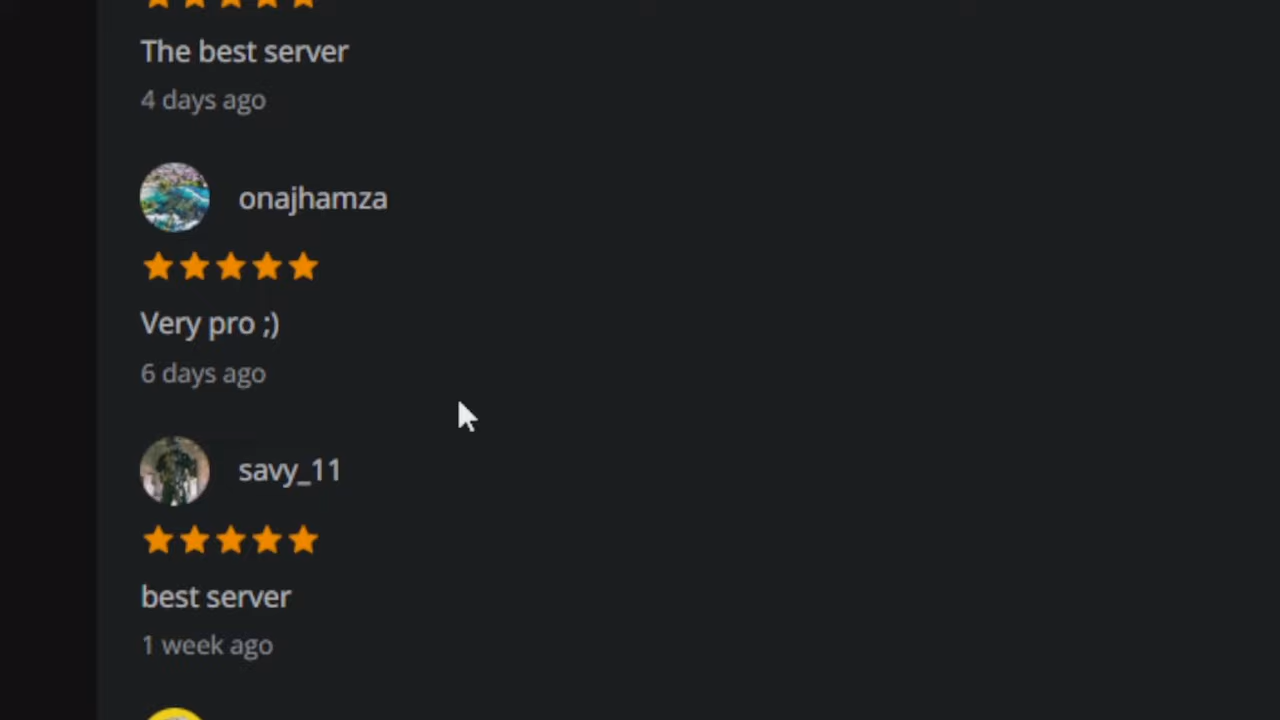 The best server
4 days ago
onajhamza
Very pro ;)
6 days ago
savy_11
best server
1 week ago